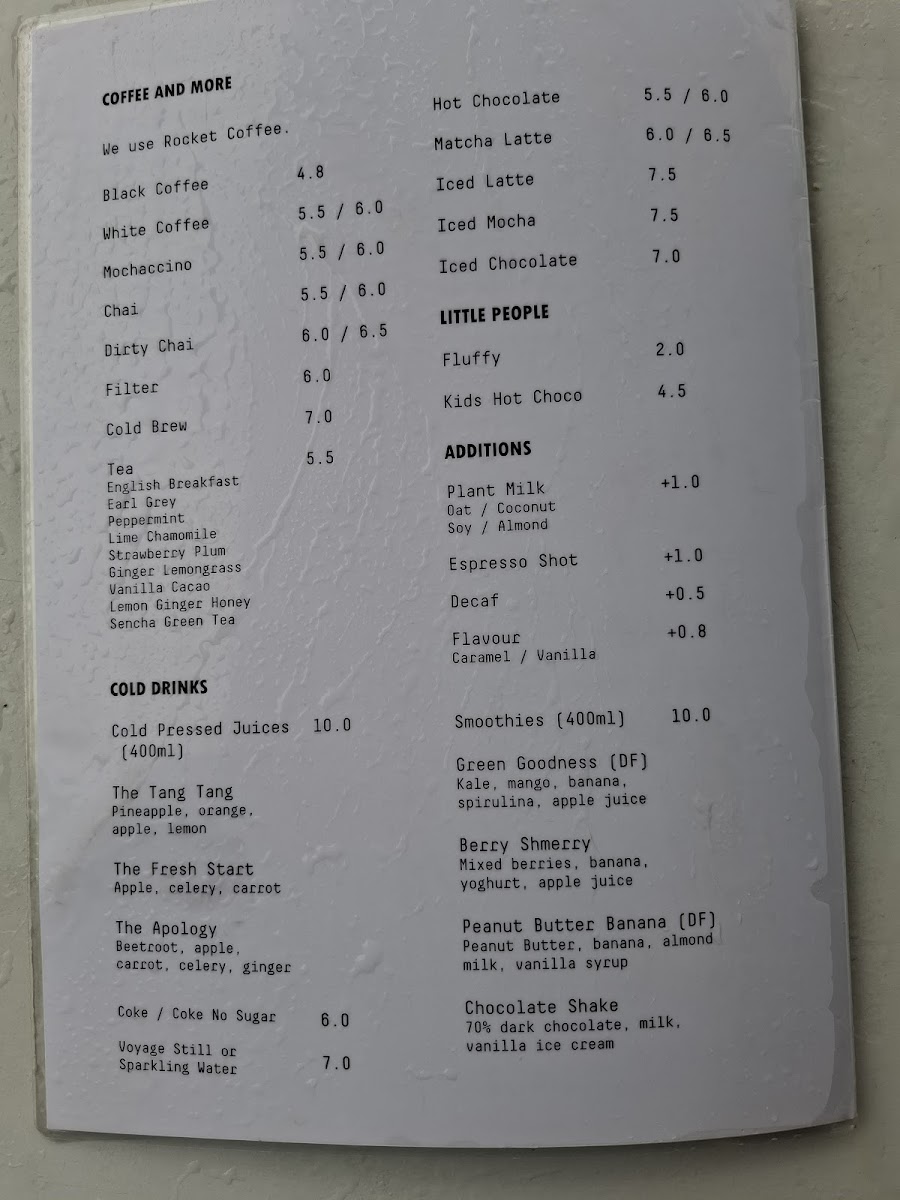 COFFEE AND MORE
We use Rocket Coffee.
Black Coffee 4.8
White Coffee 5.5 / 6.0
Mochaccino 5.5 / 6.0
Chai 5.5 / 6.0
Dirty Chai 6.0 / 6.5
Filter 6.0
Cold Brew 7.0
Tea 5.5
English Breakfast
Earl Grey
Peppermint
Lime Chamomile
Strawberry Plum
Ginger Lemongrass
Vanilla Cacao
Lemon Ginger Honey
Sencha Green Tea
Hot Chocolate 5.5 / 6.0
Matcha Latte 6.0 / 6.5
Iced Latte 7.5
Iced Mocha 7.5
Iced Chocolate 7.0
LITTLE PEOPLE
Fluffy 2.0
Kids Hot Choco 4.5
ADDITIONS
Plant Milk +1.0
Oat / Coconut
Soy / Almond
Espresso Shot +1.0
Decaf +0.5
Flavour +0.8
Caramel / Vanilla
COLD DRINKS
Cold Pressed Juices 10.0
(400ml)
The Tang Tang
Pineapple, orange,
apple, lemon
The Fresh Start
Apple, celery, carrot
The Apology
Beetroot, apple,
carrot, celery, ginger
Coke / Coke No Sugar 6.0
Voyage Still or
Sparkling Water 7.0
Smoothies (400ml) 10.0
Green Goodness (DF)
Kale, mango, banana,
spirulina, apple juice
Berry Shmerry
Mixed berries, banana,
yoghurt, apple juice
Peanut Butter Banana (DF)
Peanut Butter, banana, almond
milk, vanilla syrup
Chocolate Shake
70% dark chocolate, milk,
vanilla ice cream